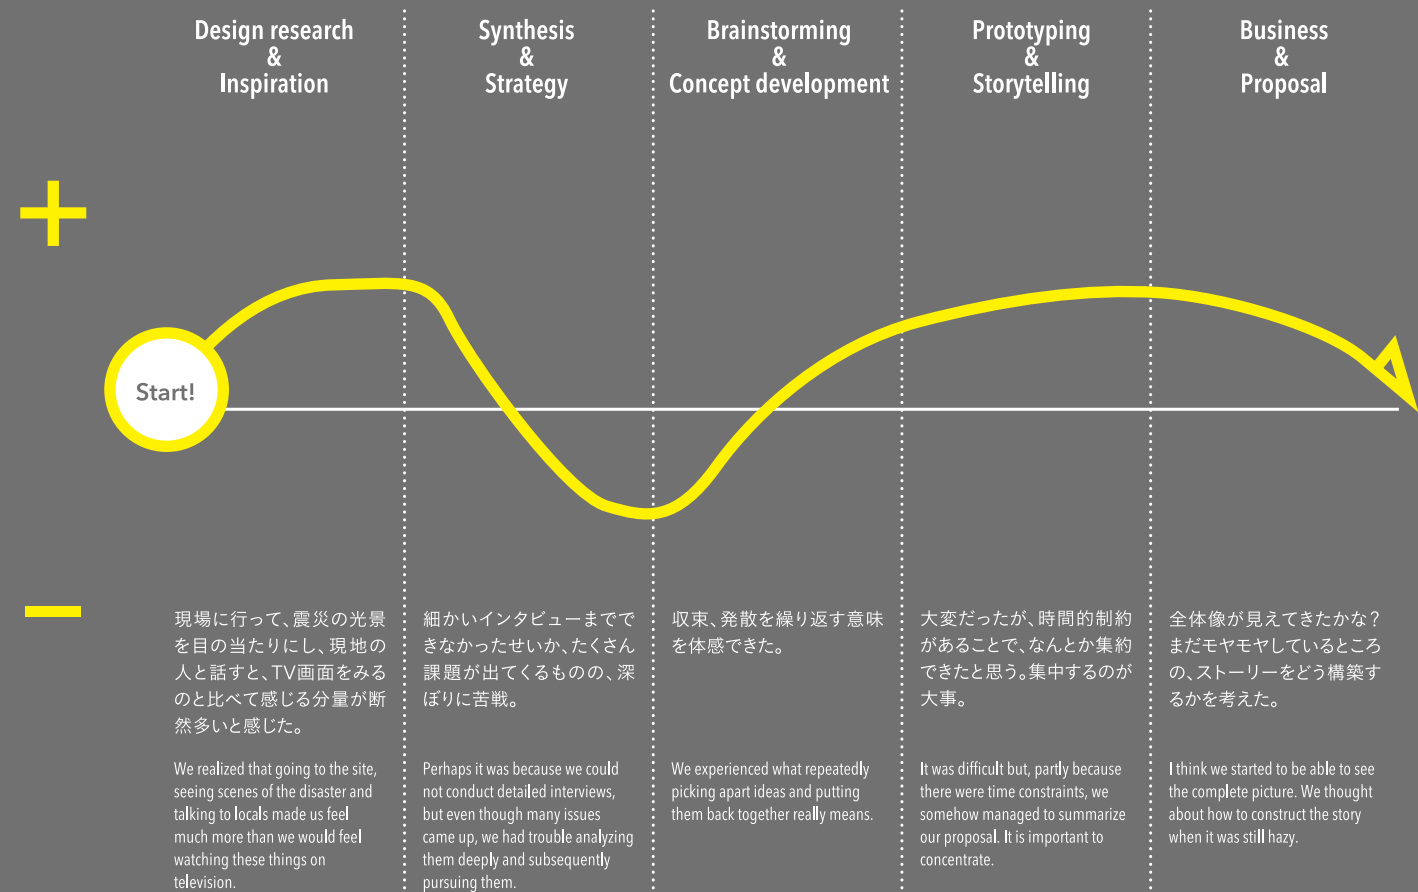 Design research
&
Inspiration
Synthesis
&
Strategy
Brainstorming
&
Concept development
Prototyping
&
Storytelling
Business
&
Proposal
+
Start!
−
現場に行って、震災の光景
を目の当たりにし、現地の
人と話すと、TV画面をみる
のと比べて感じる分量が断
然多いと感じた。
We realized that going to the site,
seeing scenes of the disaster and
talking to locals made us feel
much more than we would feel
watching these things on
television.
細かいインタビューまでで
きなかったせいか、たくさん
課題が出てくるものの、深
ぼりに苦戦。
Perhaps it was because we could
not conduct detailed interviews,
but even though many issues
came up, we had trouble analyzing
them deeply and subsequently
pursuing them.
収束、発散を繰り返す意味
を体感できた。
We experienced what repeatedly
picking apart ideas and putting
them back together really means.
大変だったが、時間的制約
があることで、なんとか集約
できたと思う。集中するのが
大事。
It was difficult but, partly because
there were time constraints, we
somehow managed to summarize
our proposal. It is important to
concentrate.
全体像が見えてきたかな？
まだモヤモヤしているところ
の、ストーリーをどう構築す
るかを考えた。
I think we started to be able to see
the complete picture. We thought
about how to construct the story
when it was still hazy.